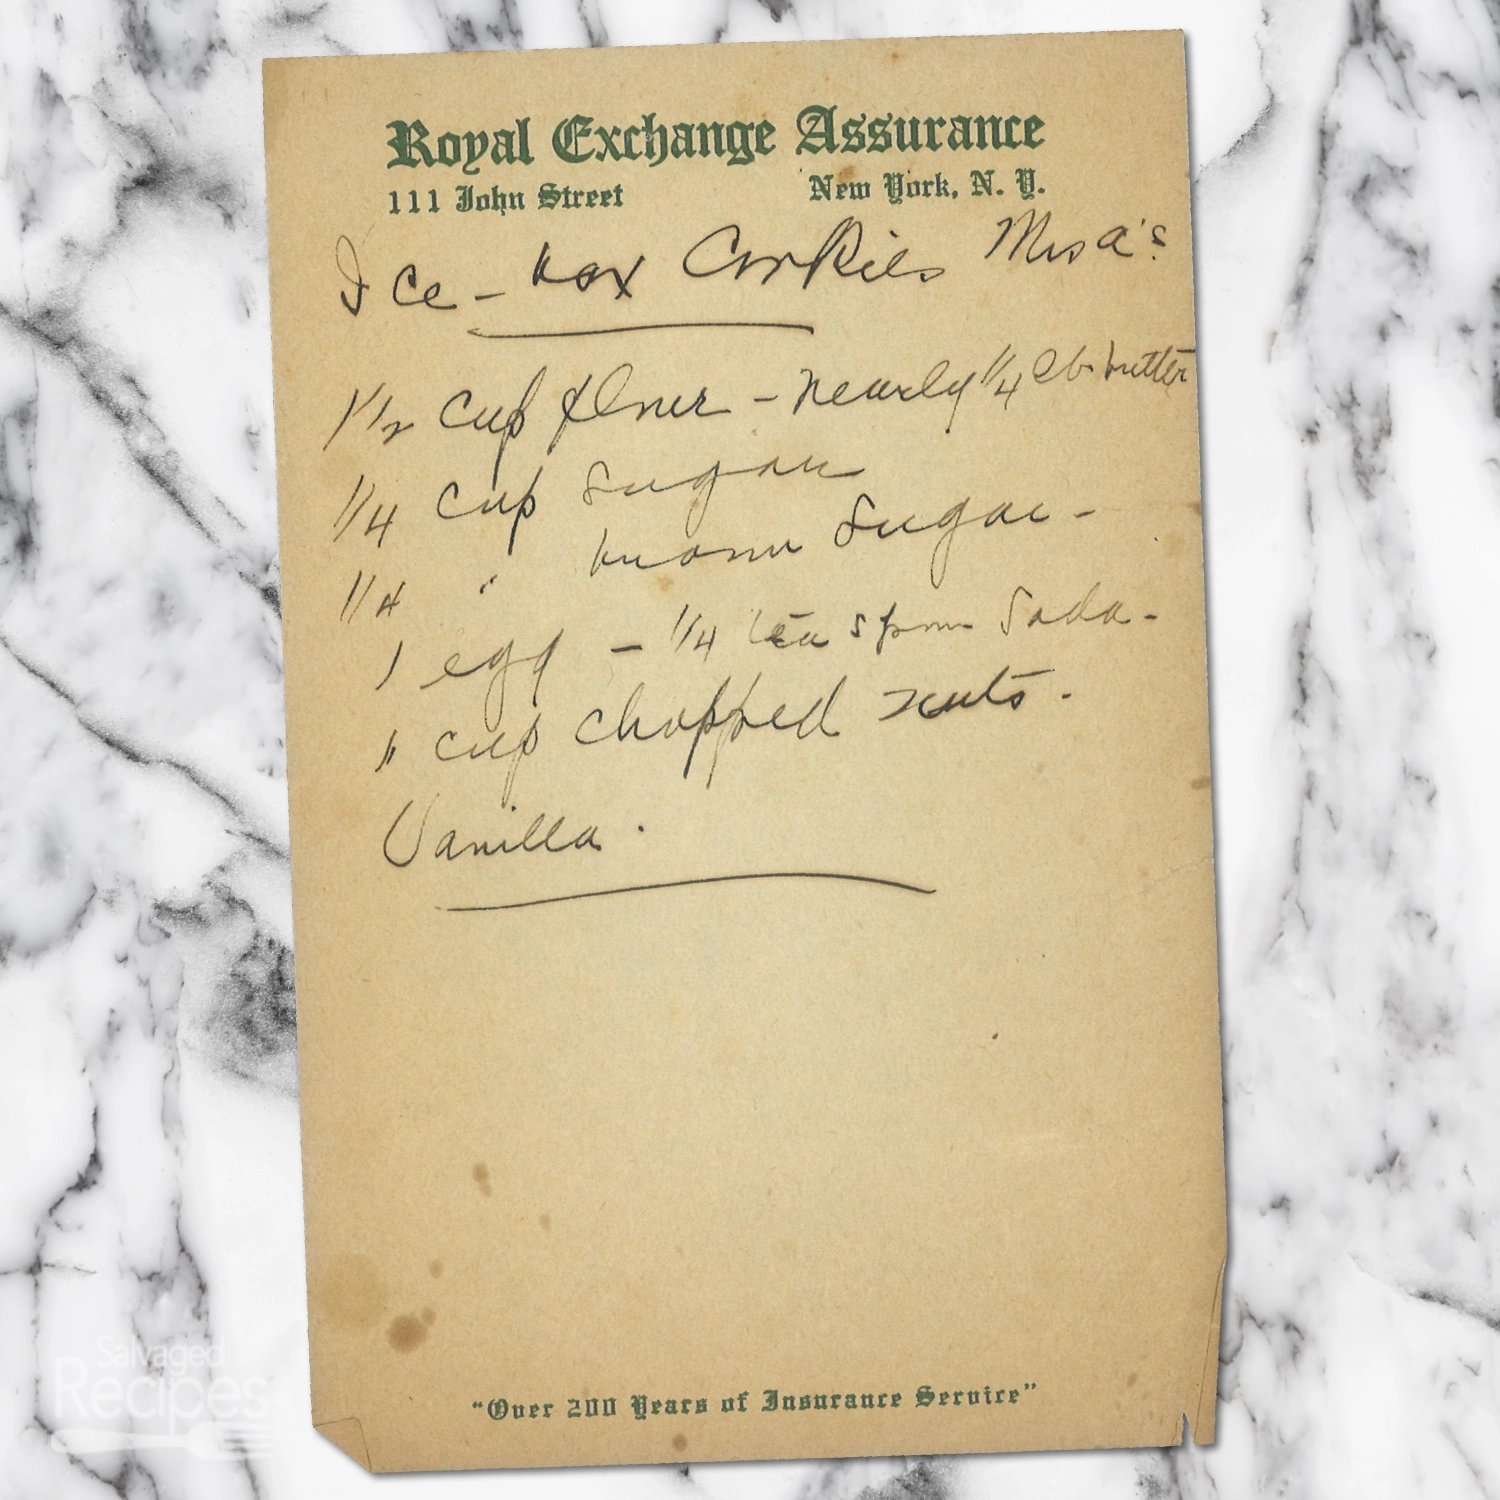 Royal Exchange Assurance
111 John Street New York, N. Y.
Ice-box Cookies Mrs A's
1 1/2 cup flour - nearly 1/4 lb butter
1/4 cup sugar
1/4 " brown sugar -
1 egg - 1/4 tea spoon Soda -
" cup chopped nuts.
Vanilla.
"Over 200 Years of Insurance Service"
Salvaged
Recipes